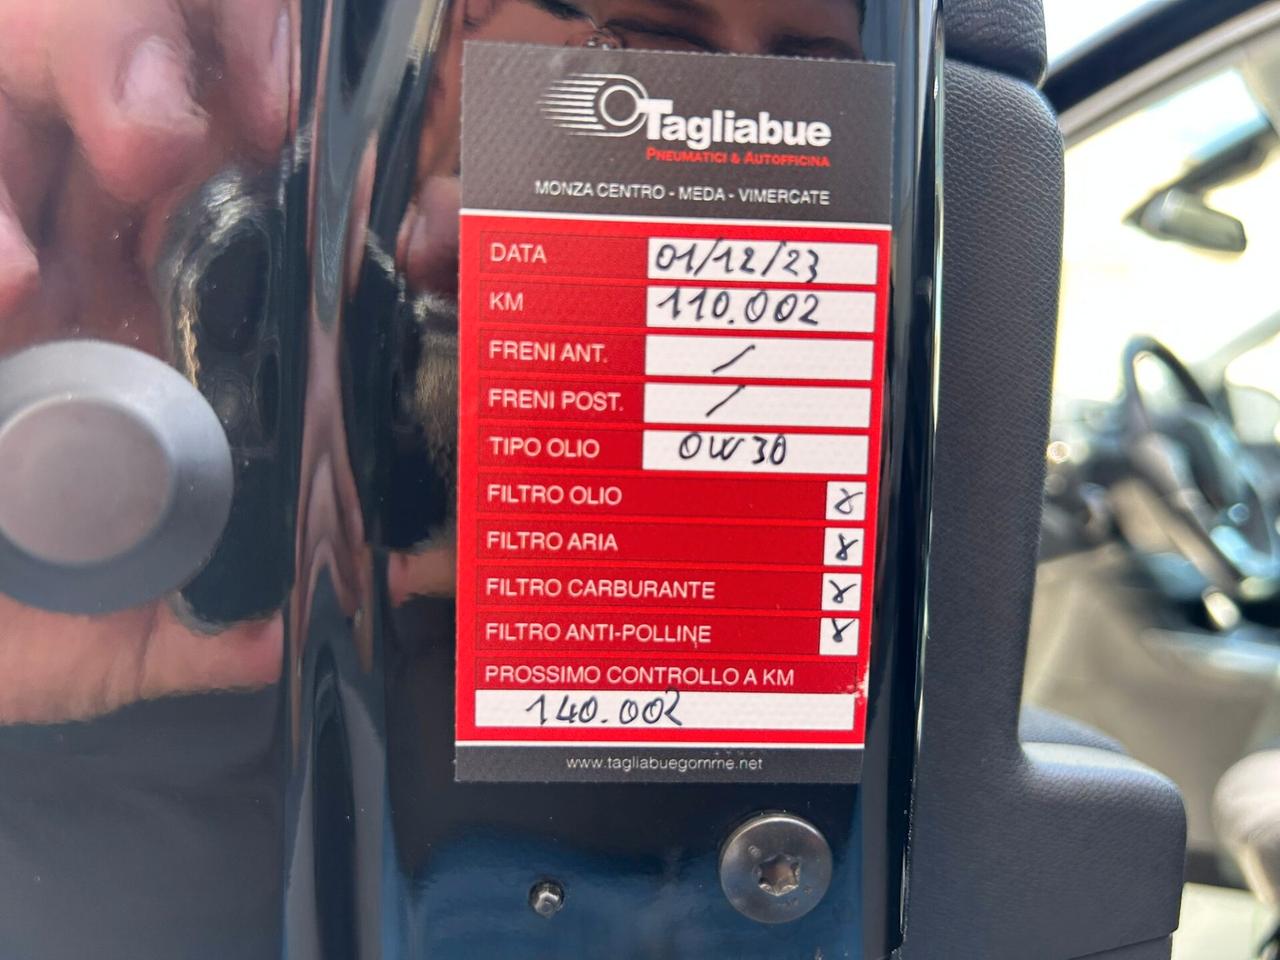 Tagliabue
PNEUMATICI & AUTOFFICINA
MONZA CENTRO - MEDA - VIMERCATE
DATA 01/12/23
KM 110.002
FRENI ANT. /
FRENI POST. /
TIPO OLIO 0W30
FILTRO OLIO X
FILTRO ARIA X
FILTRO CARBURANTE X
FILTRO ANTI-POLLINE X
PROSSIMO CONTROLLO A KM
140.002
www.tagliabuegomme.net